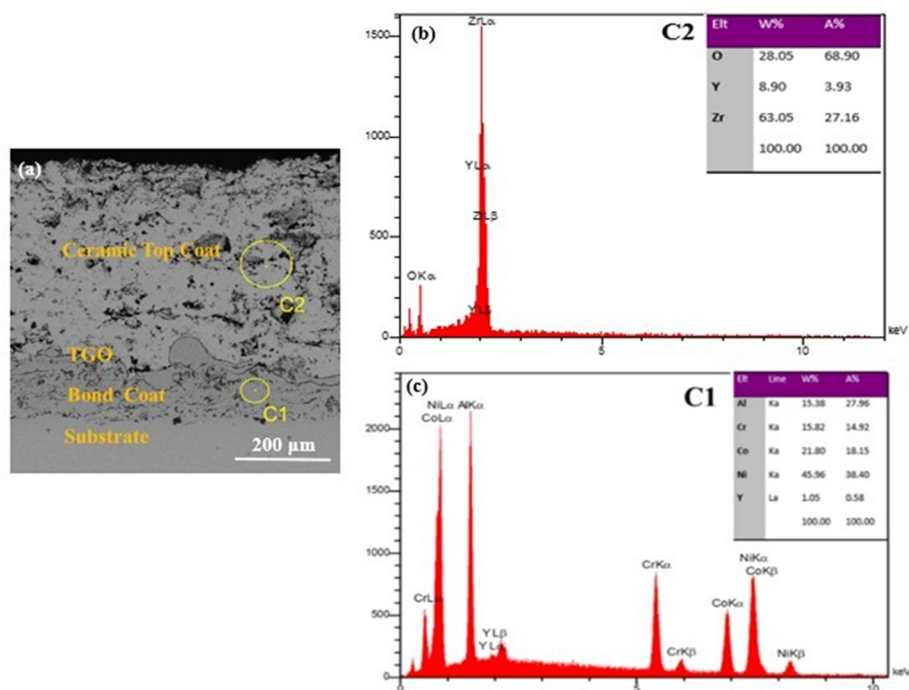 (a)
Ceramic Top Coat
C2
TGO
Bond Coat
C1
Substrate
200 µm
(b)
C2
ZrLα
YLα
ZrLβ
YLβ
OKα
1500
1000
500
0
0
5
10
keV
Elt W% A%
O 28.05 68.90
Y 8.90 3.93
Zr 63.05 27.16
100.00 100.00
(c)
C1
NiLα
CoLα
AlKα
CrLα
YLβ
YLα
CrKα
CrKβ
CoKα
NiKα
CoKβ
NiKβ
2000
1500
1000
500
0
0
5
10
keV
Elt Line W% A%
Al Ka 15.38 27.96
Cr Ka 15.82 14.92
Co Ka 21.80 18.15
Ni Ka 45.96 38.40
Y La 1.05 0.58
100.00 100.00